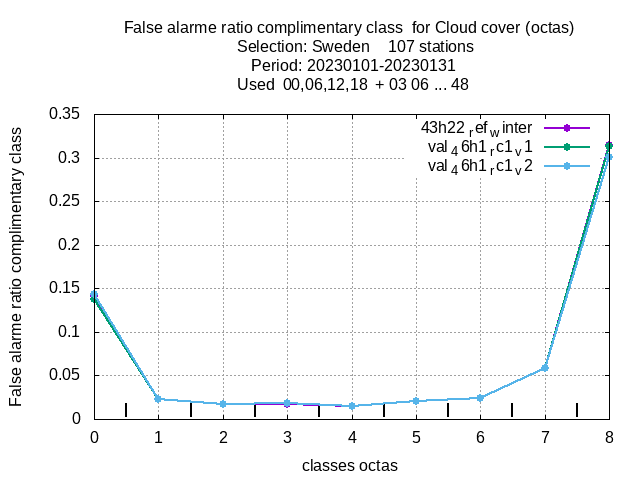 False alarme ratio complimentary class  for Cloud cover (octas)
Selection: Sweden    107 stations
Period: 20230101-20230131
Used  00,06,12,18  + 03 06 ... 48
False alarme ratio complimentary class
0.35
0.3
0.25
0.2
0.15
0.1
0.05
0
43h22 r ef w inter
val 4 6h1 r c1 v 1
val 4 6h1 r c1 v 2
0 1 2 3 4 5 6 7 8
classes octas